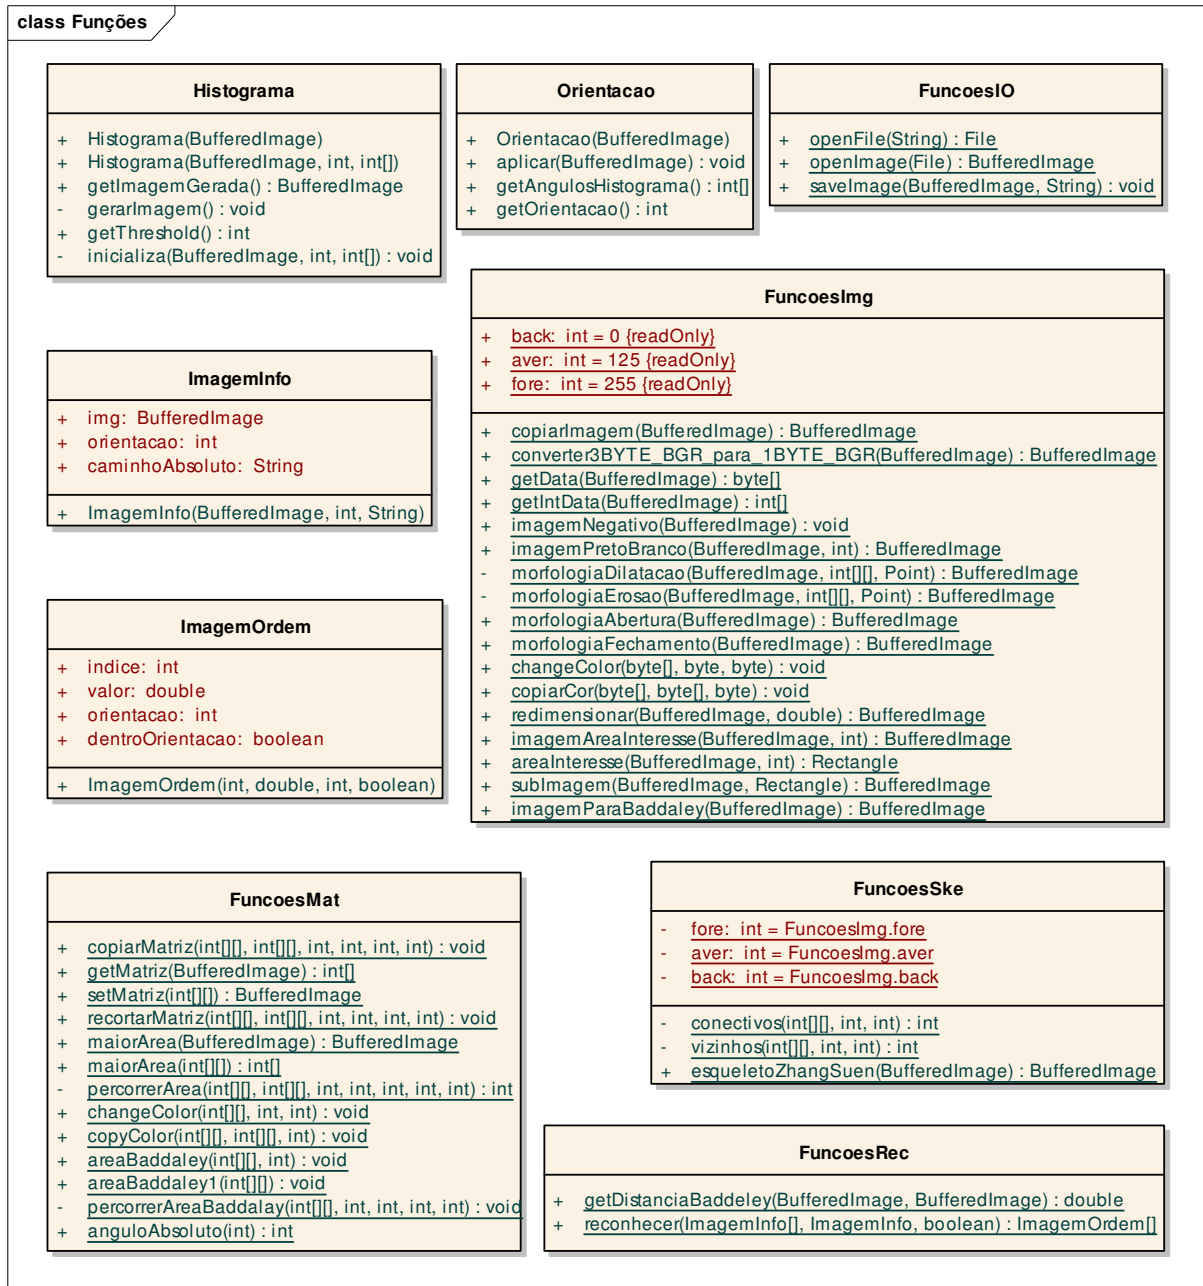 class Funções
Histograma
+ Histograma(BufferedImage)
+ Histograma(BufferedImage, int, int[])
+ getImagemGerada() : BufferedImage
- gerarImagem() : void
+ getThreshold() : int
- inicializa(BufferedImage, int, int[]) : void
Orientacao
+ Orientacao(BufferedImage)
+ aplicar(BufferedImage) : void
+ getAngulosHistograma() : int[]
+ getOrientacao() : int
FuncoesIO
+ openFile(String) : File
+ openImage(File) : BufferedImage
+ saveImage(BufferedImage, String) : void
FuncoesImg
+ back: int = 0 {readOnly}
+ aver: int = 125 {readOnly}
+ fore: int = 255 {readOnly}
+ copiarImagem(BufferedImage) : BufferedImage
+ converter3BYTE_BGR_para_1BYTE_BGR(BufferedImage) : BufferedImage
+ getData(BufferedImage) : byte[]
+ getIntData(BufferedImage) : int[]
+ imagemNegativo(BufferedImage) : void
+ imagemPretoBranco(BufferedImage, int) : BufferedImage
- morfologiaDilatacao(BufferedImage, int[][], Point) : BufferedImage
- morfologiaErosao(BufferedImage, int[][], Point) : BufferedImage
+ morfologiaAbertura(BufferedImage) : BufferedImage
+ morfologiaFechamento(BufferedImage) : BufferedImage
+ changeColor(byte[], byte, byte) : void
+ copiarCor(byte[], byte[], byte) : void
+ redimensionar(BufferedImage, double) : BufferedImage
+ imagemAreaInteresse(BufferedImage, int) : BufferedImage
+ areaInteresse(BufferedImage, int) : Rectangle
+ subImagem(BufferedImage, Rectangle) : BufferedImage
+ imagemParaBaddaley(BufferedImage) : BufferedImage
ImagemInfo
+ img: BufferedImage
+ orientacao: int
+ caminhoAbsoluto: String
+ ImagemInfo(BufferedImage, int, String)
ImagemOrdem
+ indice: int
+ valor: double
+ orientacao: int
+ dentroOrientacao: boolean
+ ImagemOrdem(int, double, int, boolean)
FuncoesMat
+ copiarMatriz(int[][], int[][], int, int, int, int) : void
+ getMatriz(BufferedImage) : int[]
+ setMatriz(int[][]) : BufferedImage
+ recortarMatriz(int[][], int[][], int, int, int, int) : void
+ maiorArea(BufferedImage) : BufferedImage
+ maiorArea(int[][]) : int[]
- percorrerArea(int[][], int[][], int, int, int, int, int) : int
+ changeColor(int[][], int, int) : void
+ copyColor(int[][], int[][], int) : void
+ areaBaddaley(int[][], int) : void
+ areaBaddaley1(int[][]) : void
- percorrerAreaBaddalay(int[][], int, int, int, int) : void
+ anguloAbsoluto(int) : int
FuncoesSke
- fore: int = FuncoesImg.fore
- aver: int = FuncoesImg.aver
- back: int = FuncoesImg.back
- conectivos(int[][], int, int) : int
- vizinhos(int[][], int, int) : int
+ esqueletoZhangSuen(BufferedImage) : BufferedImage
FuncoesRec
+ getDistanciaBaddeley(BufferedImage, BufferedImage) : double
+ reconhecer(ImagemInfo[], ImagemInfo, boolean) : ImagemOrdem[]